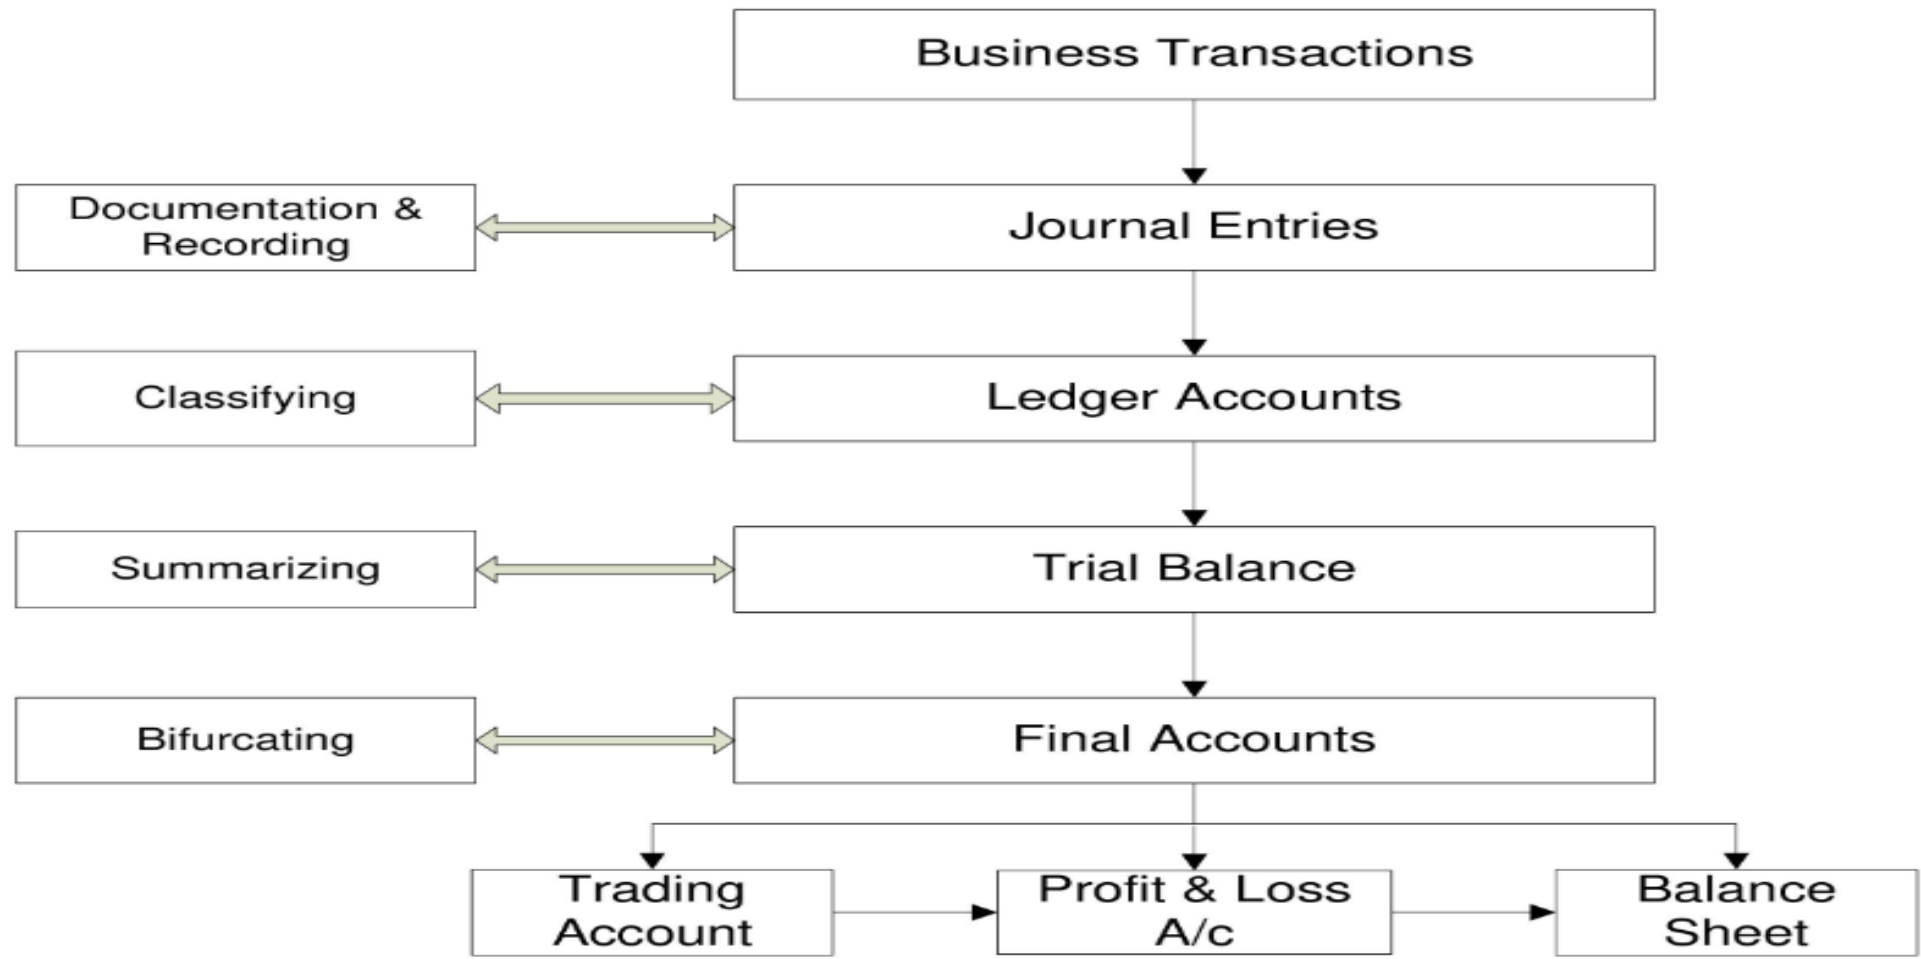 Business Transactions
Documentation &
Recording
Journal Entries
Classifying
Ledger Accounts
Summarizing
Trial Balance
Bifurcating
Final Accounts
Trading
Account
Profit & Loss
A/c
Balance
Sheet